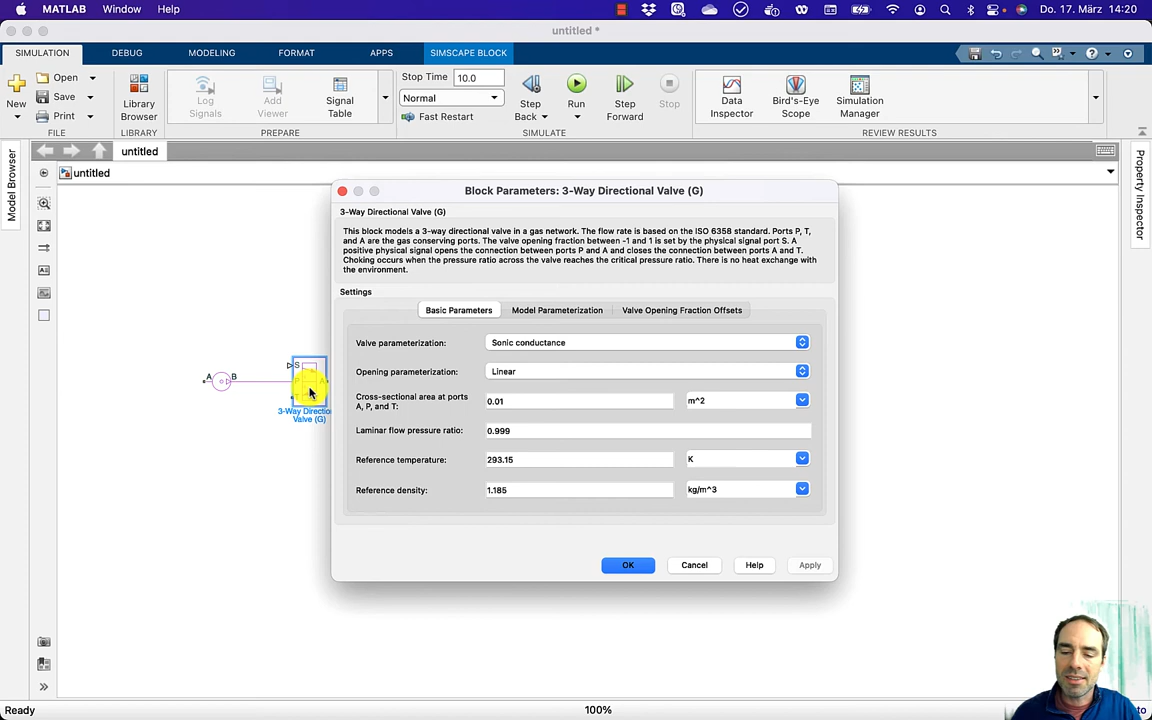 MATLAB Window Help Do. 17. März 14:20
untitled *
SIMULATION DEBUG MODELING FORMAT APPS SIMSCAPE BLOCK
New Open Save Print
FILE
Library Browser
LIBRARY
Log Signals Add Viewer Signal Table
PREPARE
Stop Time 10.0
Normal
Fast Restart
Step Back Run Step Forward Stop
SIMULATE
Data Inspector Bird's-Eye Scope Simulation Manager
REVIEW RESULTS
untitled
untitled
Model Browser
Property Inspector
Block Parameters: 3-Way Directional Valve (G)
3-Way Directional Valve (G)
This block models a 3-way directional valve in a gas network. The flow rate is based on the ISO 6358 standard. Ports P, T,
and A are the gas conserving ports. The valve opening fraction between -1 and 1 is set by the physical signal port S. A
positive physical signal opens the connection between ports P and A and closes the connection between ports A and T.
Choking occurs when the pressure ratio across the valve reaches the critical pressure ratio. There is no heat exchange with
the environment.
Settings
Basic Parameters Model Parameterization Valve Opening Fraction Offsets
Valve parameterization: Sonic conductance
Opening parameterization: Linear
Cross-sectional area at ports
A, P, and T: 0.01 m^2
Laminar flow pressure ratio: 0.999
Reference temperature: 293.15 K
Reference density: 1.185 kg/m^3
OK Cancel Help Apply
A B S
3-Way Directio
Valve (G)
Ready 100%